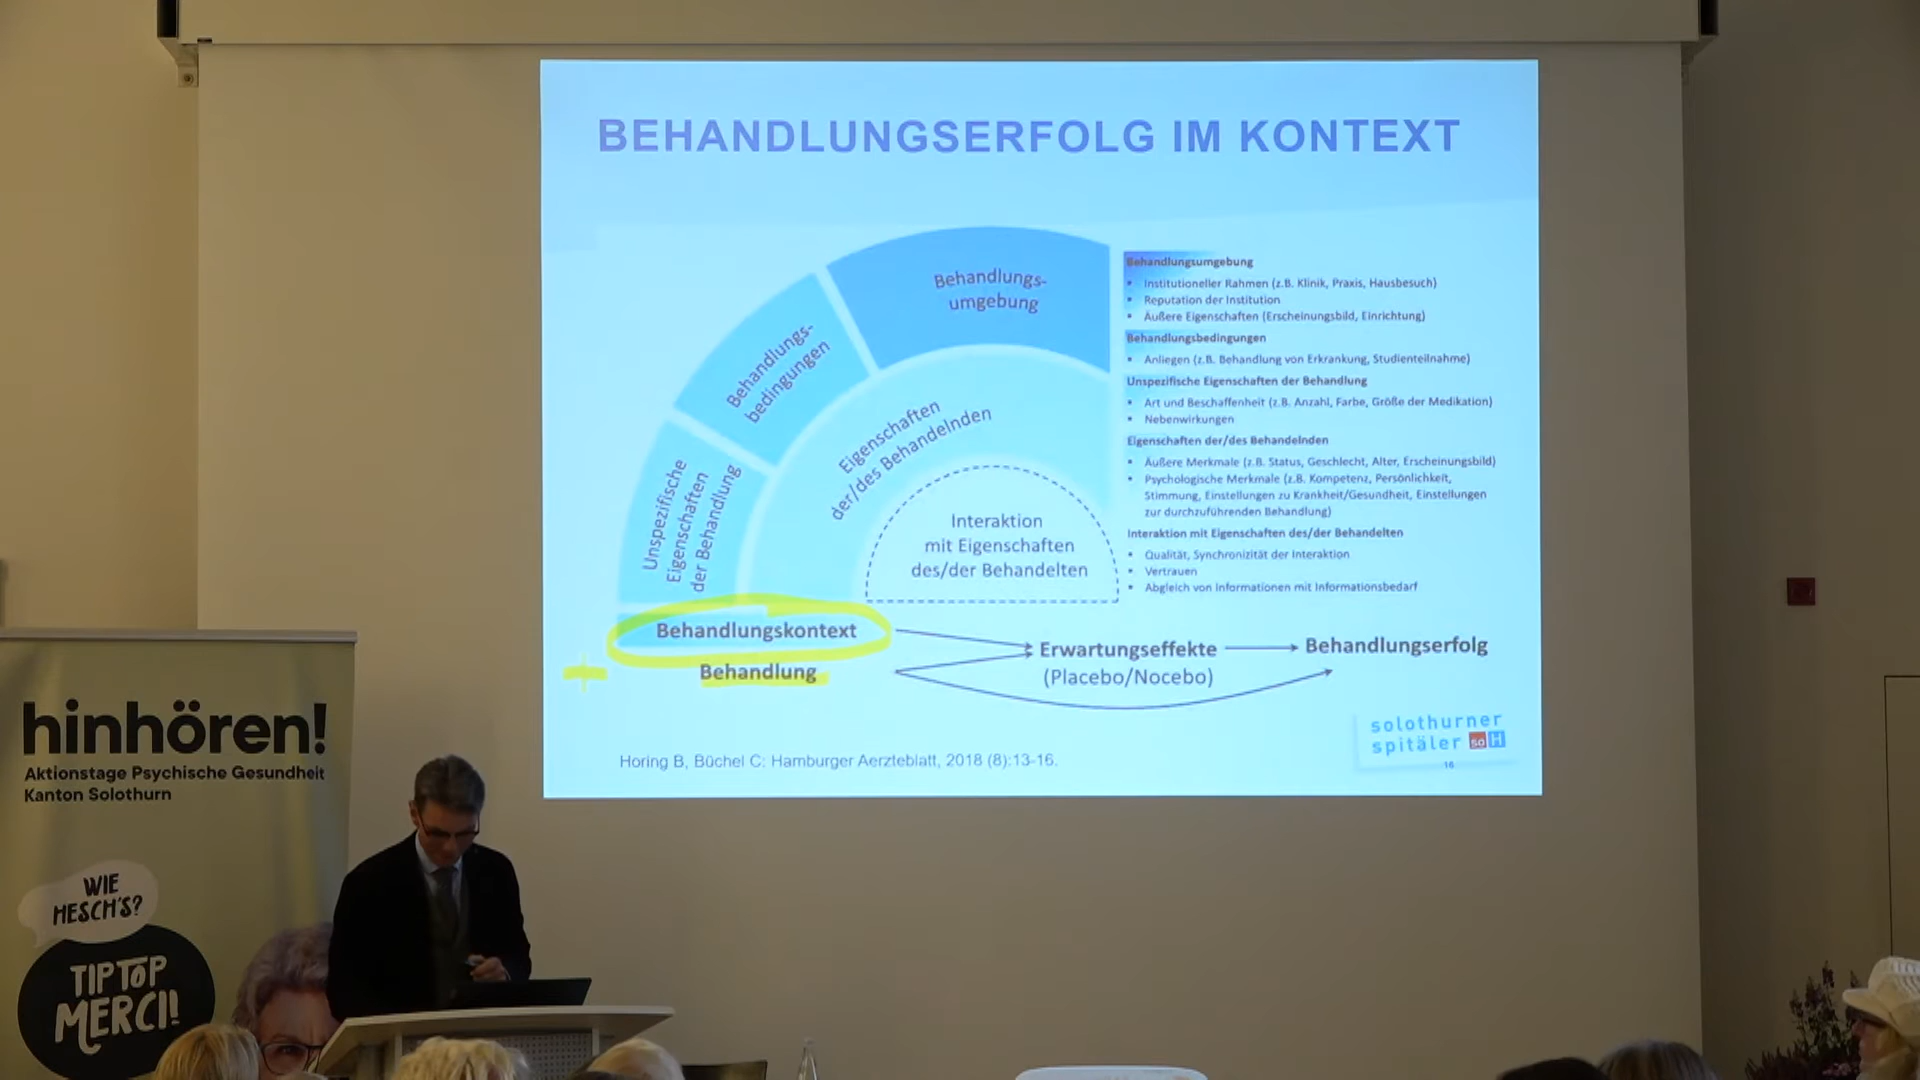 BEHANDLUNGSERFOLG IM KONTEXT
Behandlungs-
umgebung
Behandlungs-
bedingungen
Unspezifische
Eigenschaften
der Behandlung
Eigenschaften
der/des Behandelnden
Interaktion
mit Eigenschaften
des/der Behandelten
Behandlungsumgebung
• Institutioneller Rahmen (z.B. Klinik, Praxis, Hausbesuch)
• Reputation der Institution
• Äußere Eigenschaften (Erscheinungsbild, Einrichtung)
Behandlungsbedingungen
• Anliegen (z.B. Behandlung von Erkrankung, Studienteilnahme)
Unspezifische Eigenschaften der Behandlung
• Art und Beschaffenheit (z.B. Anzahl, Farbe, Größe der Medikation)
• Nebenwirkungen
Eigenschaften der/des Behandelnden
• Äußere Merkmale (z.B. Status, Geschlecht, Alter, Erscheinungsbild)
• Psychologische Merkmale (z.B. Kompetenz, Persönlichkeit,
Stimmung, Einstellungen zu Krankheit/Gesundheit, Einstellungen
zur durchzuführenden Behandlung)
Interaktion mit Eigenschaften des/der Behandelten
• Qualität, Synchronizität der Interaktion
• Vertrauen
• Abgleich von Informationen mit Informationsbedarf
Behandlungskontext
+ Behandlung
Erwartungseffekte
(Placebo/Nocebo)
Behandlungserfolg
Horing B, Büchel C: Hamburger Aerzteblatt, 2018 (8):13-16.
solothurner
spitäler so H
16
hinhören!
Aktionstage Psychische Gesundheit
Kanton Solothurn
WIE
HESCH'S?
TIPTOP
MERCI!